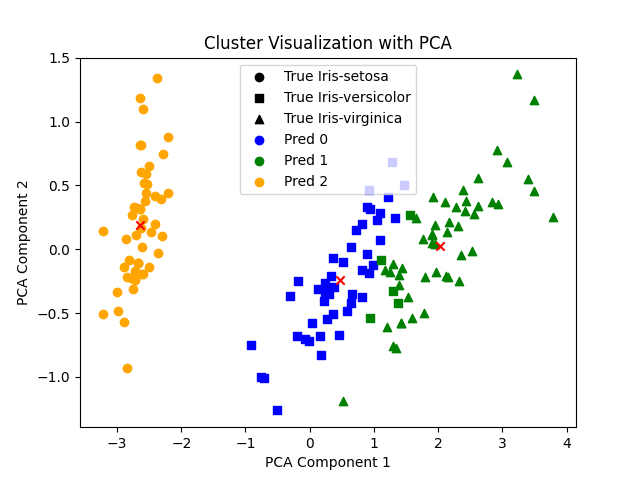 Cluster Visualization with PCA
1.5
1.0
0.5
0.0
−0.5
−1.0
PCA Component 2
True Iris-setosa
True Iris-versicolor
True Iris-virginica
Pred 0
Pred 1
Pred 2
−3 −2 −1 0 1 2 3 4
PCA Component 1